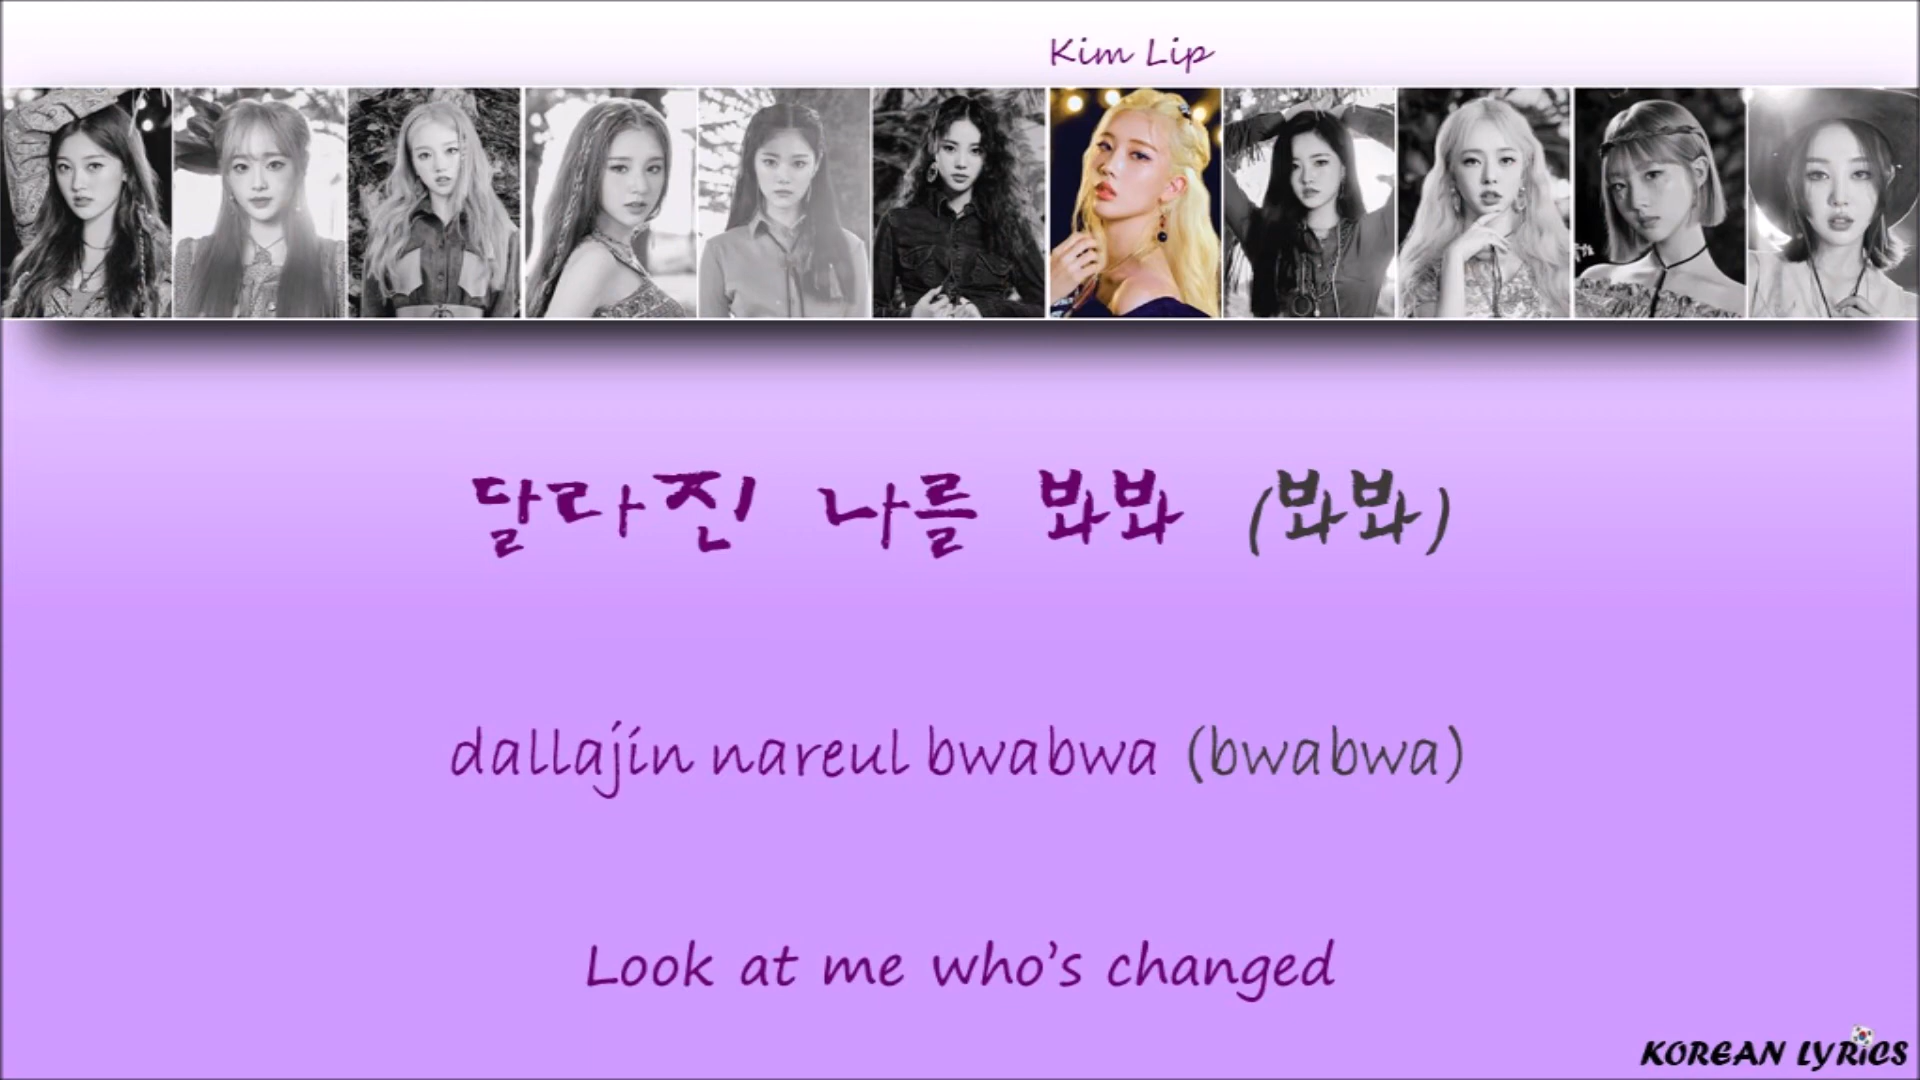 Kim Lip
달라진 나를 봐봐 (봐봐)
dallajin nareul bwabwa (bwabwa)
Look at me who's changed
KOREAN LYRICS